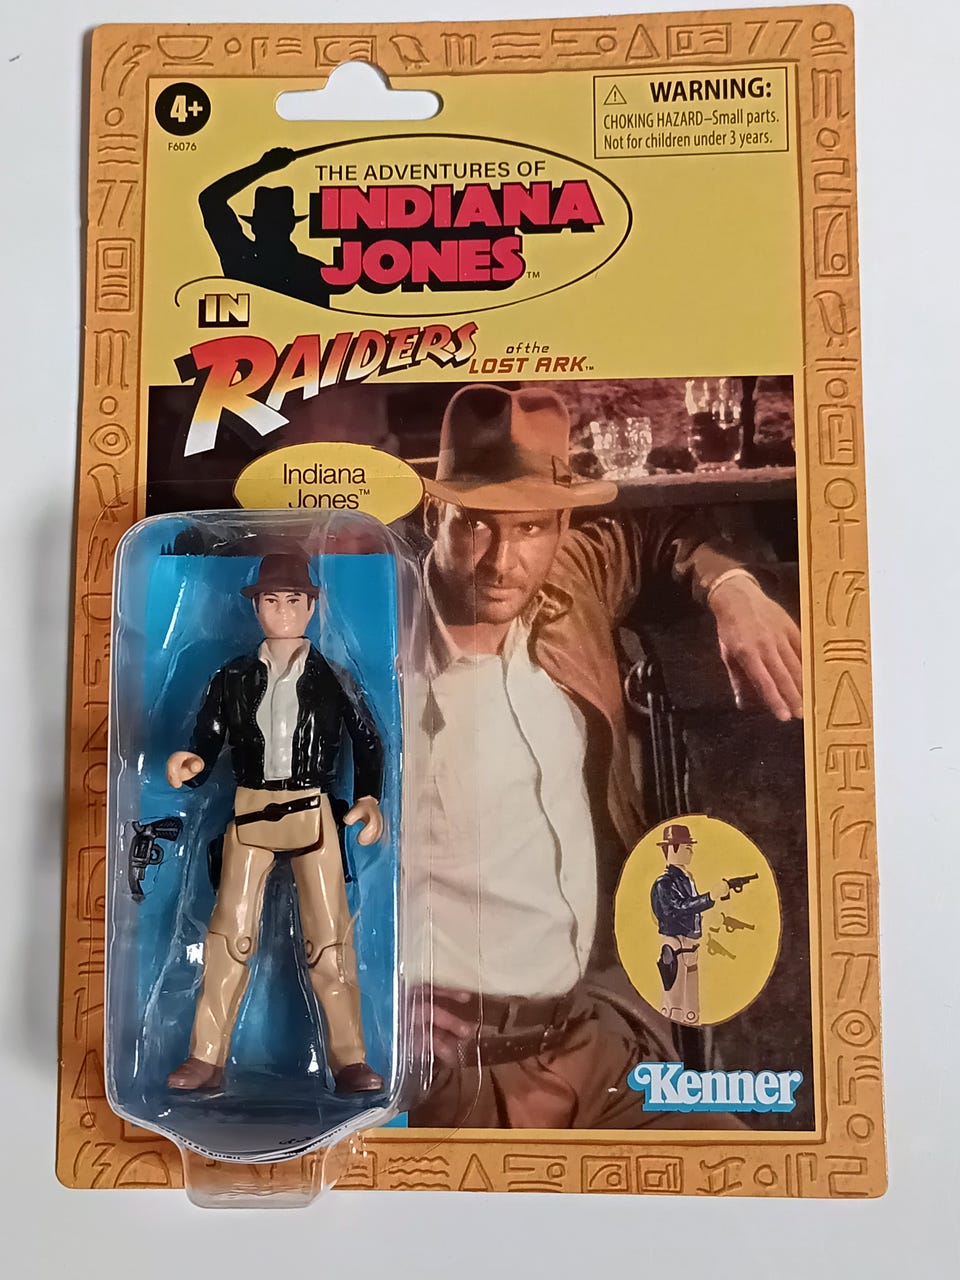 4+
F6076
WARNING:
CHOKING HAZARD–Small parts.
Not for children under 3 years.
THE ADVENTURES OF
INDIANA
JONES™
IN
RAIDERS
of the
LOST ARK™
Indiana
Jones™
Kenner